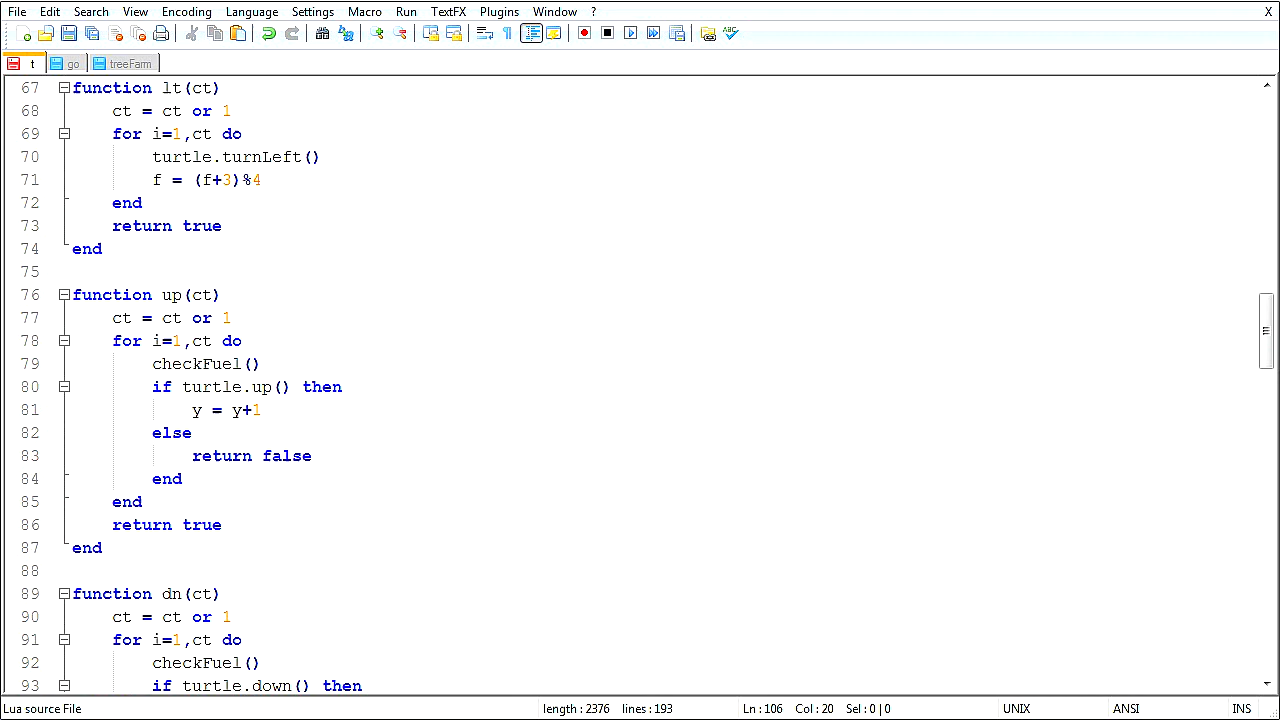 File Edit Search View Encoding Language Settings Macro Run TextFX Plugins Window ? X
ABC
t go treeFarm
67 function lt(ct)
68 ct = ct or 1
69 for i=1,ct do
70 turtle.turnLeft()
71 f = (f+3)%4
72 end
73 return true
74 end
75
76 function up(ct)
77 ct = ct or 1
78 for i=1,ct do
79 checkFuel()
80 if turtle.up() then
81 y = y+1
82 else
83 return false
84 end
85 end
86 return true
87 end
88
89 function dn(ct)
90 ct = ct or 1
91 for i=1,ct do
92 checkFuel()
93 if turtle.down() then
Lua source File length : 2376 lines : 193 Ln : 106 Col : 20 Sel : 0 | 0 UNIX ANSI INS